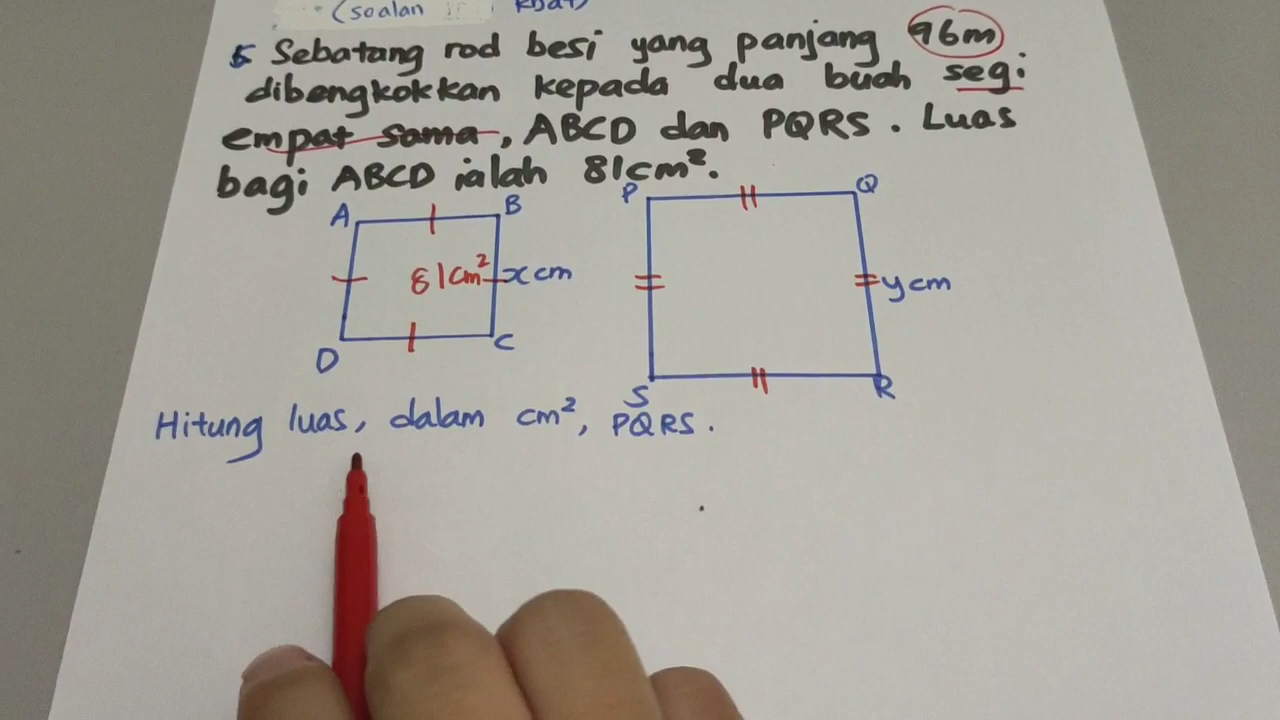 (soalan
5 Sebatang rod besi yang panjang 96m
dibengkokkan kepada dua buah segi
empat sama, ABCD dan PQRS. Luas
bagi ABCD ialah 81cm².
A B
81cm² x cm
D C
P Q
y cm
S R
Hitung luas, dalam cm², PQRS.